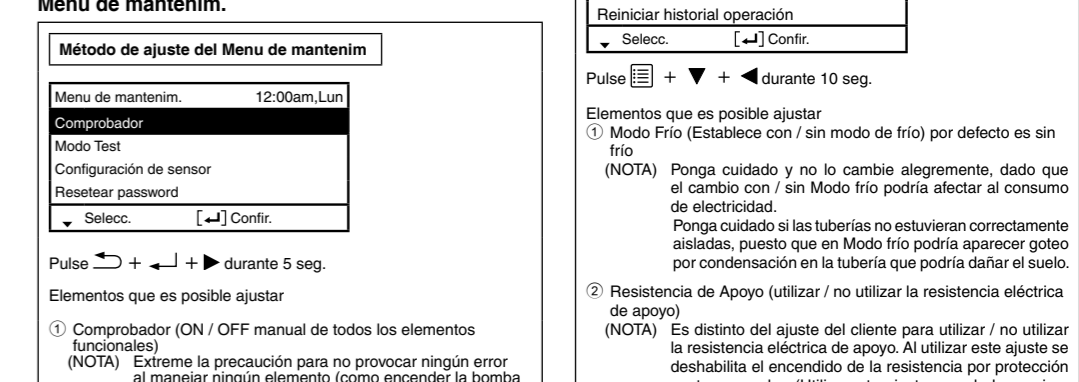 Menú de mantenim.
Método de ajuste del Menu de mantenim
Menu de mantenim. 12:00am,Lun
Comprobador
Modo Test
Configuración de sensor
Resetear password
Selecc. [↵] Confir.
Pulse + + ▶ durante 5 seg.
Elementos que es posible ajustar
① Comprobador (ON / OFF manual de todos los elementos
funcionales)
(NOTA) Extreme la precaución para no provocar ningún error
al manejar ningún elemento (como encender la bomba
Reiniciar historial operación
Selecc. [↵] Confir.
Pulse + ▼ + ◀ durante 10 seg.
Elementos que es posible ajustar
① Modo Frío (Establece con / sin modo de frío) por defecto es sin
frío
(NOTA) Ponga cuidado y no lo cambie alegremente, dado que
el cambio con / sin Modo frío podría afectar al consumo
de electricidad.
Ponga cuidado si las tuberías no estuvieran correctamente
aisladas, puesto que en Modo frío podría aparecer goteo
por condensación en la tubería que podría dañar el suelo.
② Resistencia de Apoyo (utilizar / no utilizar la resistencia eléctrica
de apoyo)
(NOTA) Es distinto del ajuste del cliente para utilizar / no utilizar
la resistencia eléctrica de apoyo. Al utilizar este ajuste se
deshabilita el encendido de la resistencia por protección